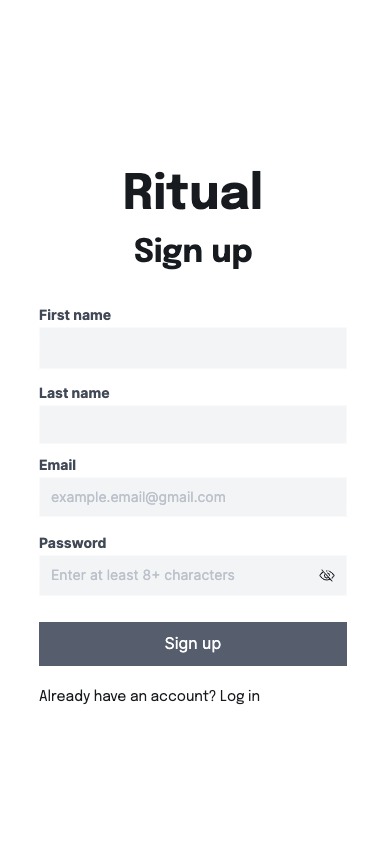 Ritual
Sign up
First name
Last name
Email
example.email@gmail.com
Password
Enter at least 8+ characters
Sign up
Already have an account? Log in